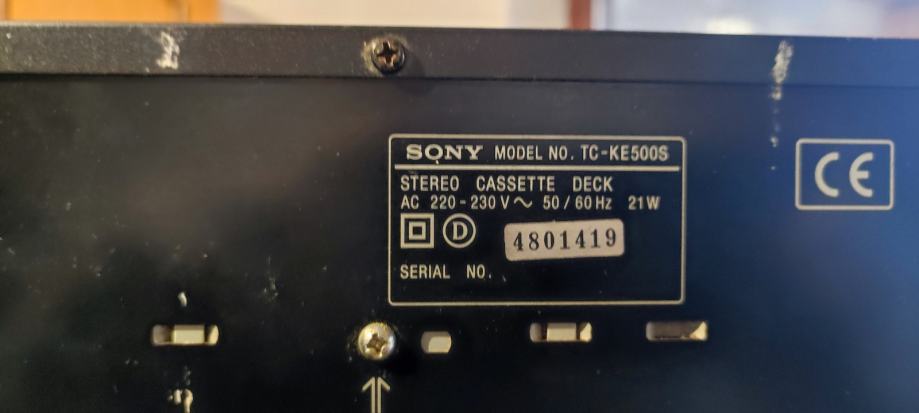 SONY MODEL NO. TC-KE500S
STEREO CASSETTE DECK
AC 220-230V～ 50/60Hz 21W
D 4801419
SERIAL NO.
CE